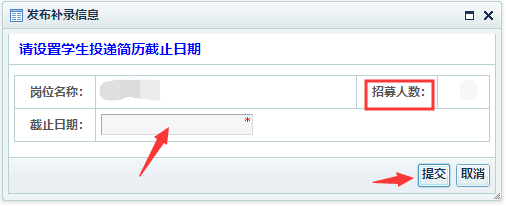 发布补录信息
请设置学生投递简历截止日期
岗位名称： 招募人数：
截止日期： *
提交 取消